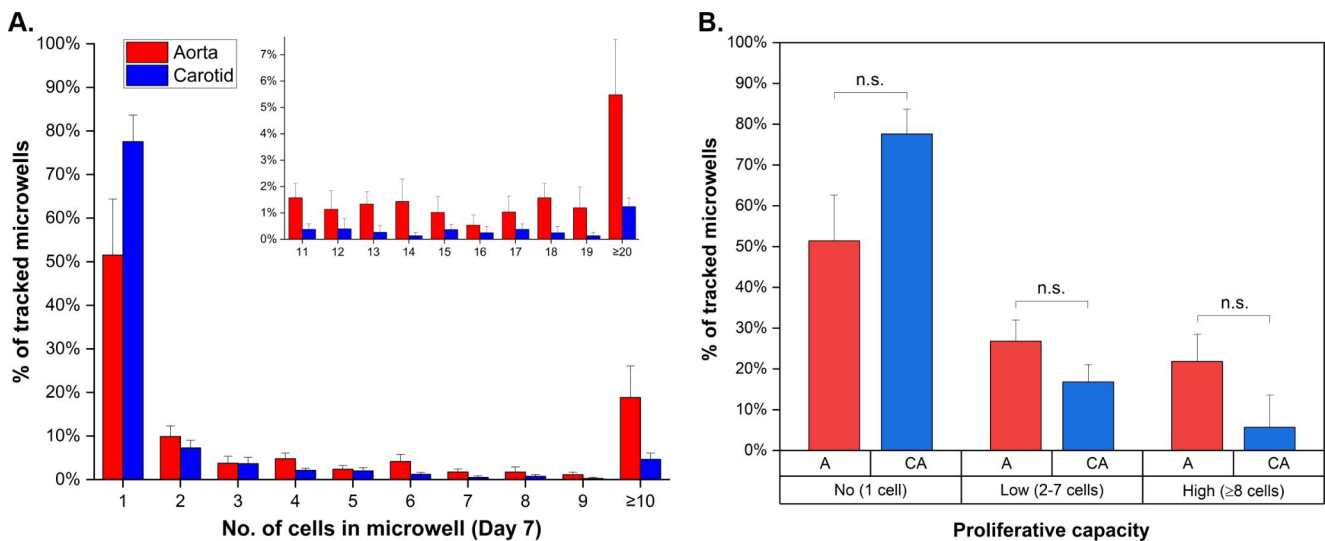 A.
100%
90%
80%
70%
60%
50%
40%
30%
20%
10%
0%
% of tracked microwells
Aorta
Carotid
7%
6%
5%
4%
3%
2%
1%
0%
11 12 13 14 15 16 17 18 19 ≥20
1 2 3 4 5 6 7 8 9 ≥10
No. of cells in microwell (Day 7)
B.
100%
90%
80%
70%
60%
50%
40%
30%
20%
10%
0%
% of tracked microwells
n.s.
n.s.
n.s.
A CA A CA A CA
No (1 cell) Low (2-7 cells) High (≥8 cells)
Proliferative capacity